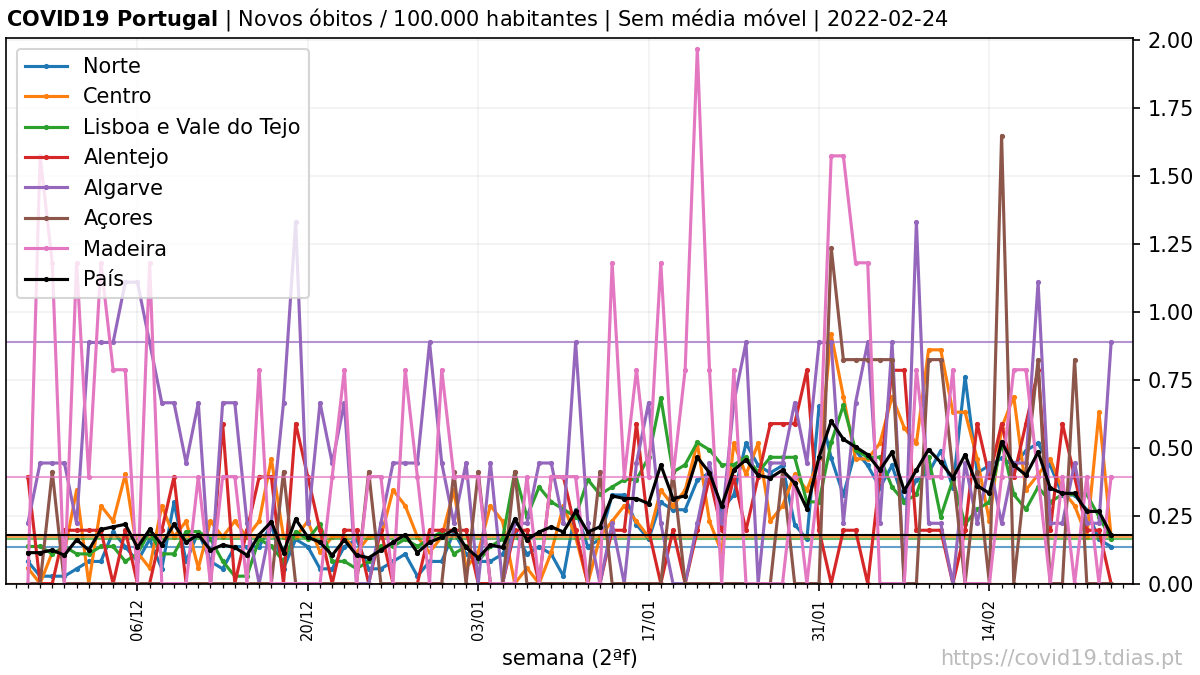 COVID19 Portugal | Novos óbitos / 100.000 habitantes | Sem média móvel | 2022-02-24
Norte
Centro
Lisboa e Vale do Tejo
Alentejo
Algarve
Açores
Madeira
País
2.00
1.75
1.50
1.25
1.00
0.75
0.50
0.25
0.00
06/12
20/12
03/01
17/01
31/01
14/02
semana (2ªf)
https://covid19.tdias.pt